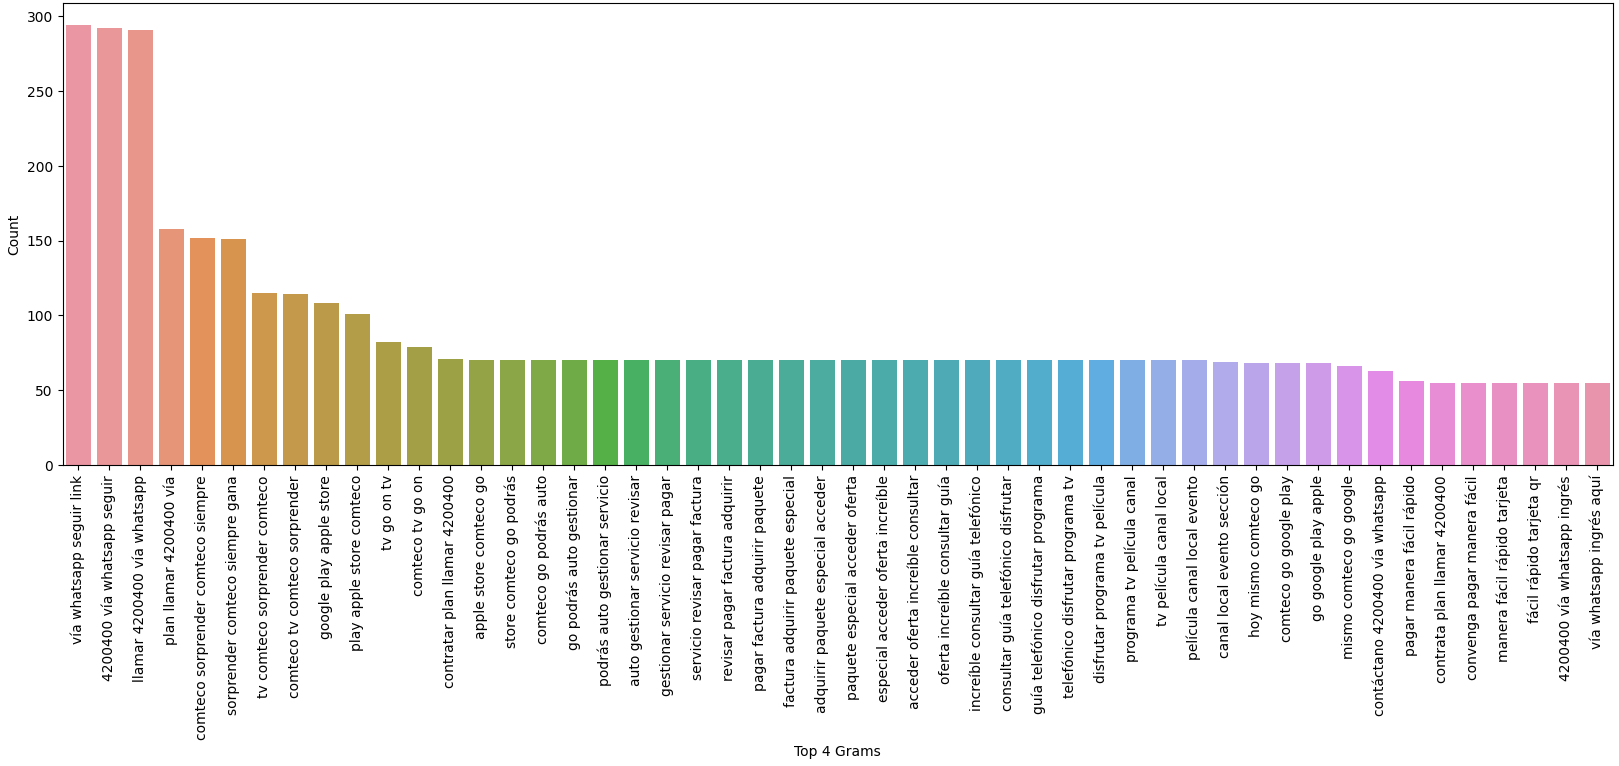 300
250
200
150
100
50
0
Count
vía whatsapp seguir link
4200400 vía whatsapp seguir
llamar 4200400 vía whatsapp
plan llamar 4200400 vía
comteco sorprender comteco siempre
sorprender comteco siempre gana
tv comteco sorprender comteco
comteco tv comteco sorprender
google play apple store
play apple store comteco
tv go on tv
comteco tv go on
contratar plan llamar 4200400
apple store comteco go
store comteco go podrás
comteco go podrás auto
go podrás auto gestionar
podrás auto gestionar servicio
auto gestionar servicio revisar
gestionar servicio revisar pagar
servicio revisar pagar factura
revisar pagar factura adquirir
pagar factura adquirir paquete
factura adquirir paquete especial
adquirir paquete especial acceder
paquete especial acceder oferta
especial acceder oferta increíble
acceder oferta increíble consultar
oferta increíble consultar guía
increíble consultar guía telefónico
consultar guía telefónico disfrutar
guía telefónico disfrutar programa
telefónico disfrutar programa tv
disfrutar programa tv película
programa tv película canal
tv película canal local
película canal local evento
canal local evento sección
hoy mismo comteco go
comteco go google play
go google play apple
mismo comteco go google
contáctano 4200400 vía whatsapp
pagar manera fácil rápido
contrata plan llamar 4200400
convenga pagar manera fácil
manera fácil rápido tarjeta
fácil rápido tarjeta qr
4200400 vía whatsapp ingrés
vía whatsapp ingrés aquí
Top 4 Grams